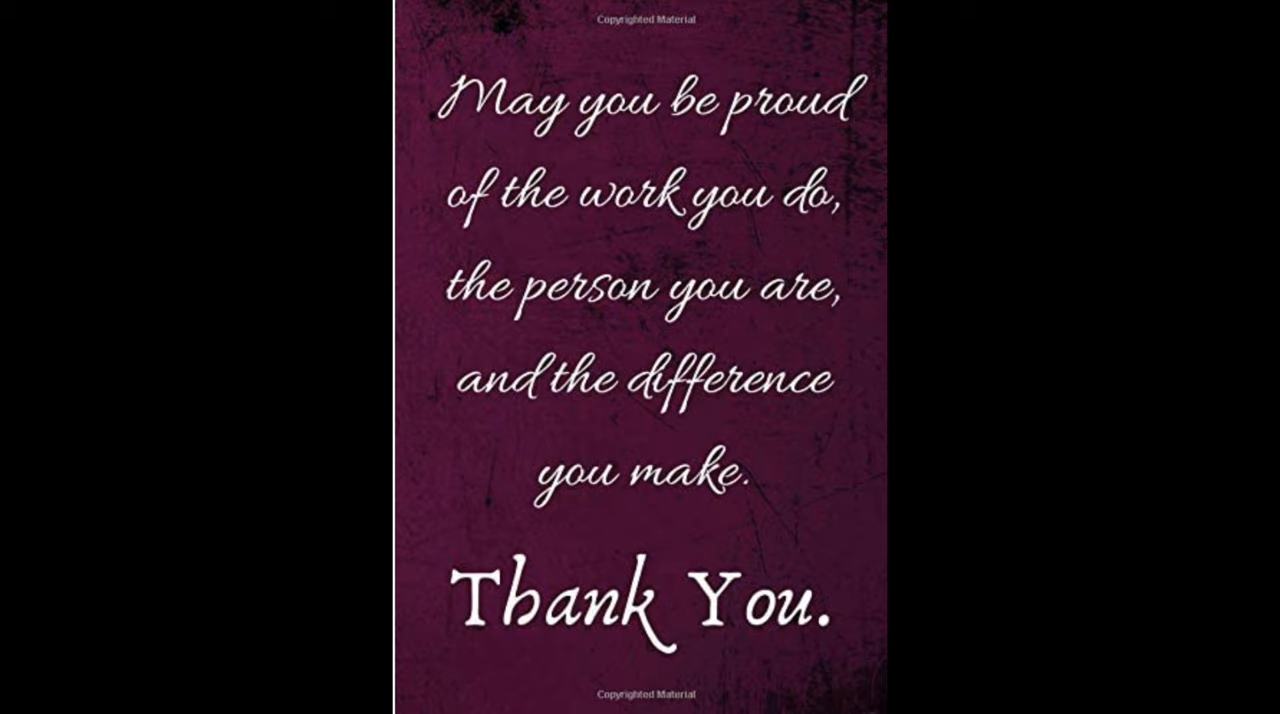 Copyrighted Material
May you be proud
of the work you do,
the person you are,
and the difference
you make.
Thank You.
Copyrighted Material